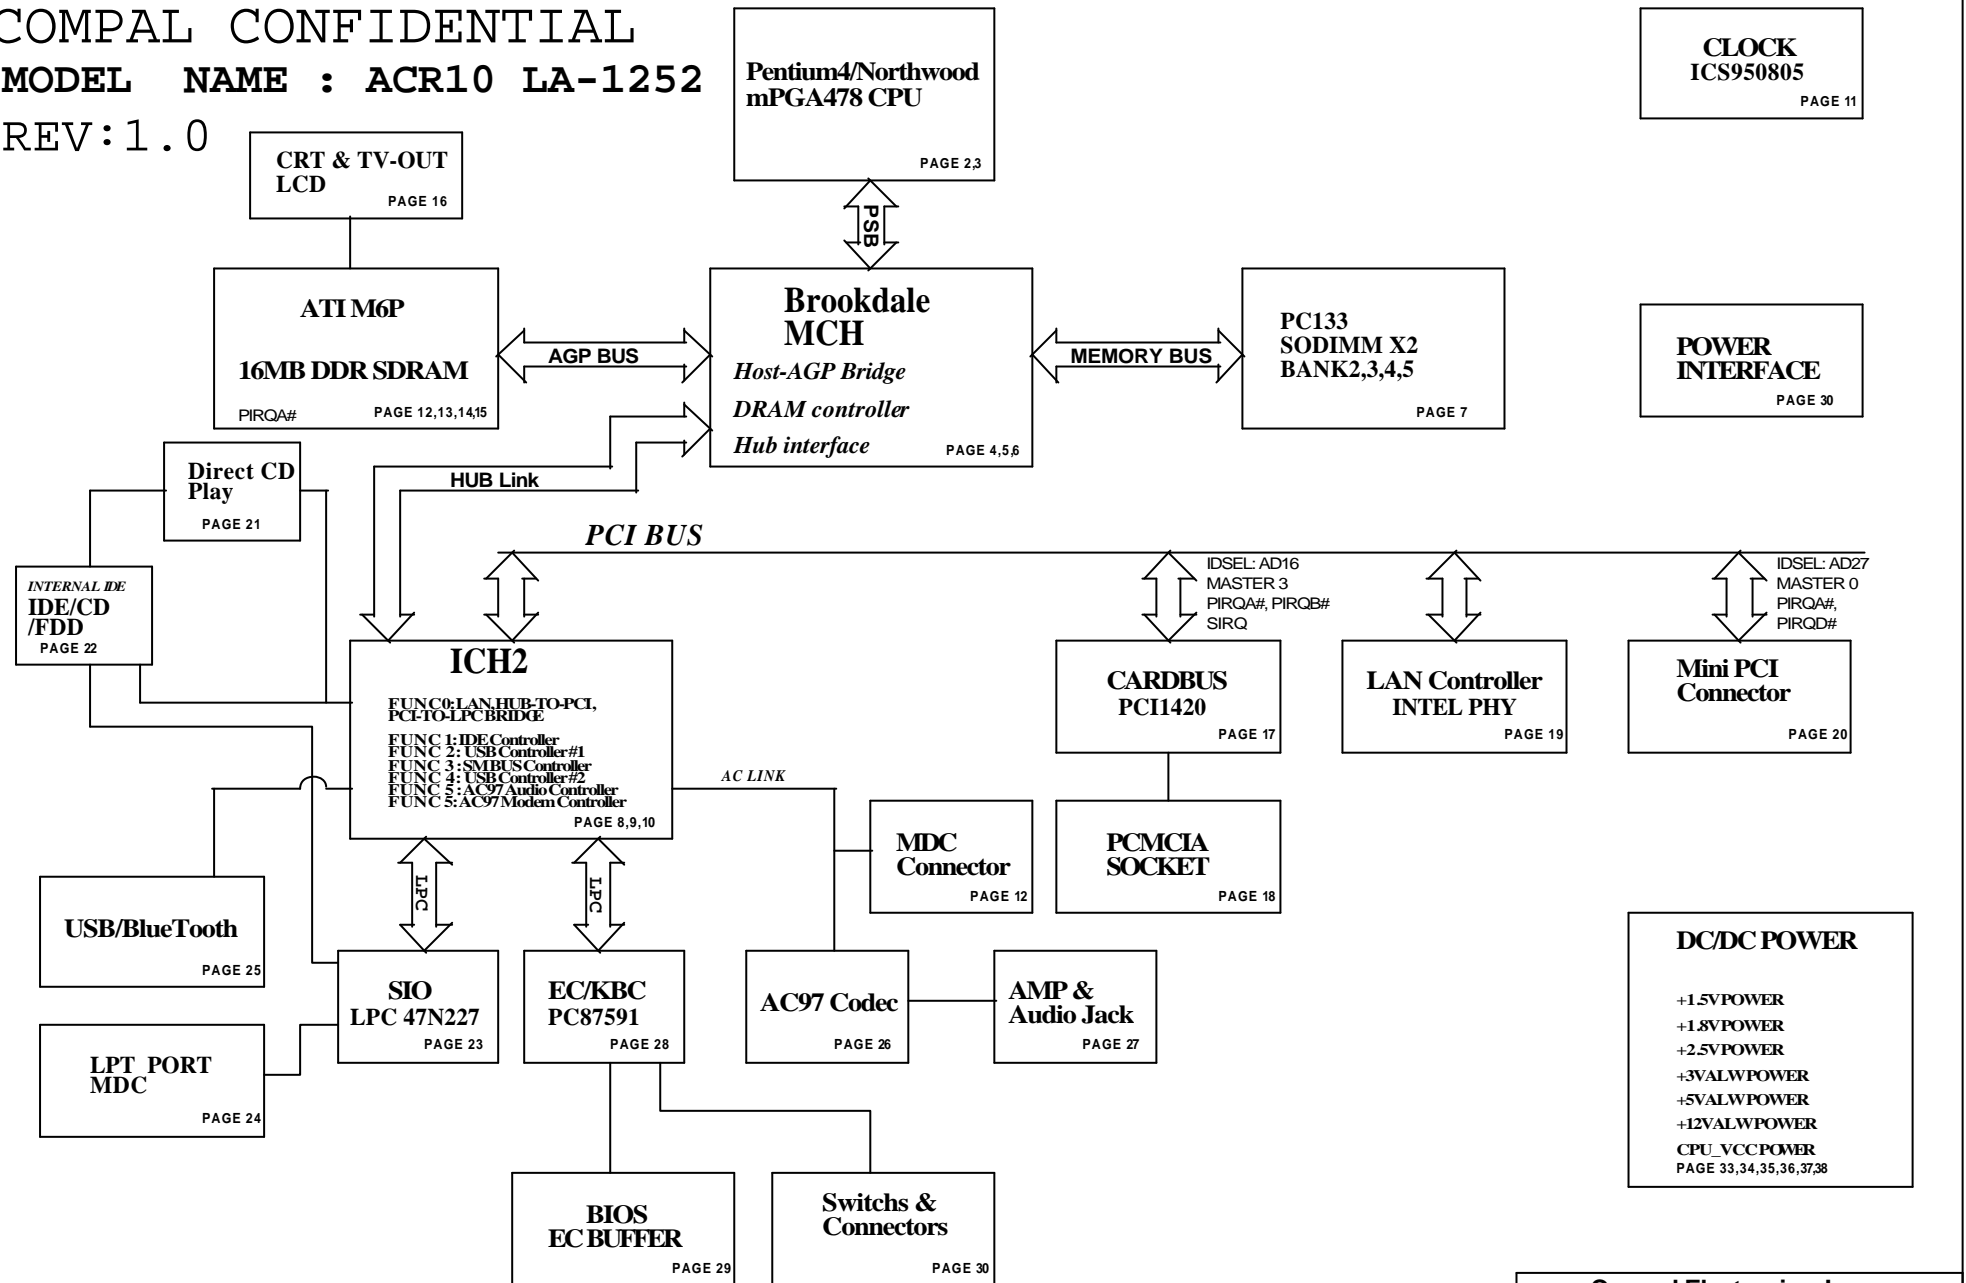 COMPAL CONFIDENTIAL
MODEL NAME : ACR10 LA-1252
REV:1.0
Pentium4/Northwood
mPGA478 CPU
PAGE 2,3
CLOCK
ICS950805
PAGE 11
CRT & TV-OUT
LCD
PAGE 16
PSB
ATI M6P
16MB DDR SDRAM
PIRQA#
PAGE 12,13,14,15
AGP BUS
Brookdale
MCH
Host-AGP Bridge
DRAM controller
Hub interface
PAGE 4,5,6
MEMORY BUS
PC133
SODIMM X2
BANK2,3,4,5
PAGE 7
POWER
INTERFACE
PAGE 30
Direct CD
Play
PAGE 21
HUB Link
PCI BUS
INTERNAL IDE
IDE/CD
/FDD
PAGE 22
IDSEL: AD16
MASTER 3
PIRQA#, PIRQB#
SIRQ
IDSEL: AD27
MASTER 0
PIRQA#,
PIRQD#
ICH2
FUNC0: LAN,HUB-TO-PCI,
PCI-TO-LPC BRIDGE
FUNC 1: IDE Controller
FUNC 2: USB Controller#1
FUNC 3: SMBUS Controller
FUNC 4: USB Controller#2
FUNC 5: AC97 Audio Controller
FUNC 5: AC97 Modem Controller
PAGE 8,9,10
CARDBUS
PCI1420
PAGE 17
LAN Controller
INTEL PHY
PAGE 19
Mini PCI
Connector
PAGE 20
AC LINK
MDC
Connector
PAGE 12
PCMCIA
SOCKET
PAGE 18
LPC
LPC
USB/BlueTooth
PAGE 25
SIO
LPC 47N227
PAGE 23
EC/KBC
PC87591
PAGE 28
AC97 Codec
PAGE 26
AMP &
Audio Jack
PAGE 27
DC/DC POWER
+1.5VPOWER
+1.8VPOWER
+2.5VPOWER
+3VALWPOWER
+5VALWPOWER
+12VALWPOWER
CPU_VCCPOWER
PAGE 33,34,35,36,37,38
LPT PORT
MDC
PAGE 24
BIOS
EC BUFFER
PAGE 29
Switchs &
Connectors
PAGE 30